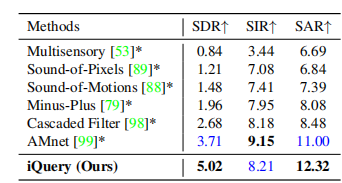 Methods SDR↑ SIR↑ SAR↑
Multisensory [53]* 0.84 3.44 6.69
Sound-of-Pixels [89]* 1.21 7.08 6.84
Sound-of-Motions [88]* 1.48 7.41 7.39
Minus-Plus [79]* 1.96 7.95 8.08
Cascaded Filter [98]* 2.68 8.18 8.48
AMnet [99]* 3.71 9.15 11.00
iQuery (Ours) 5.02 8.21 12.32